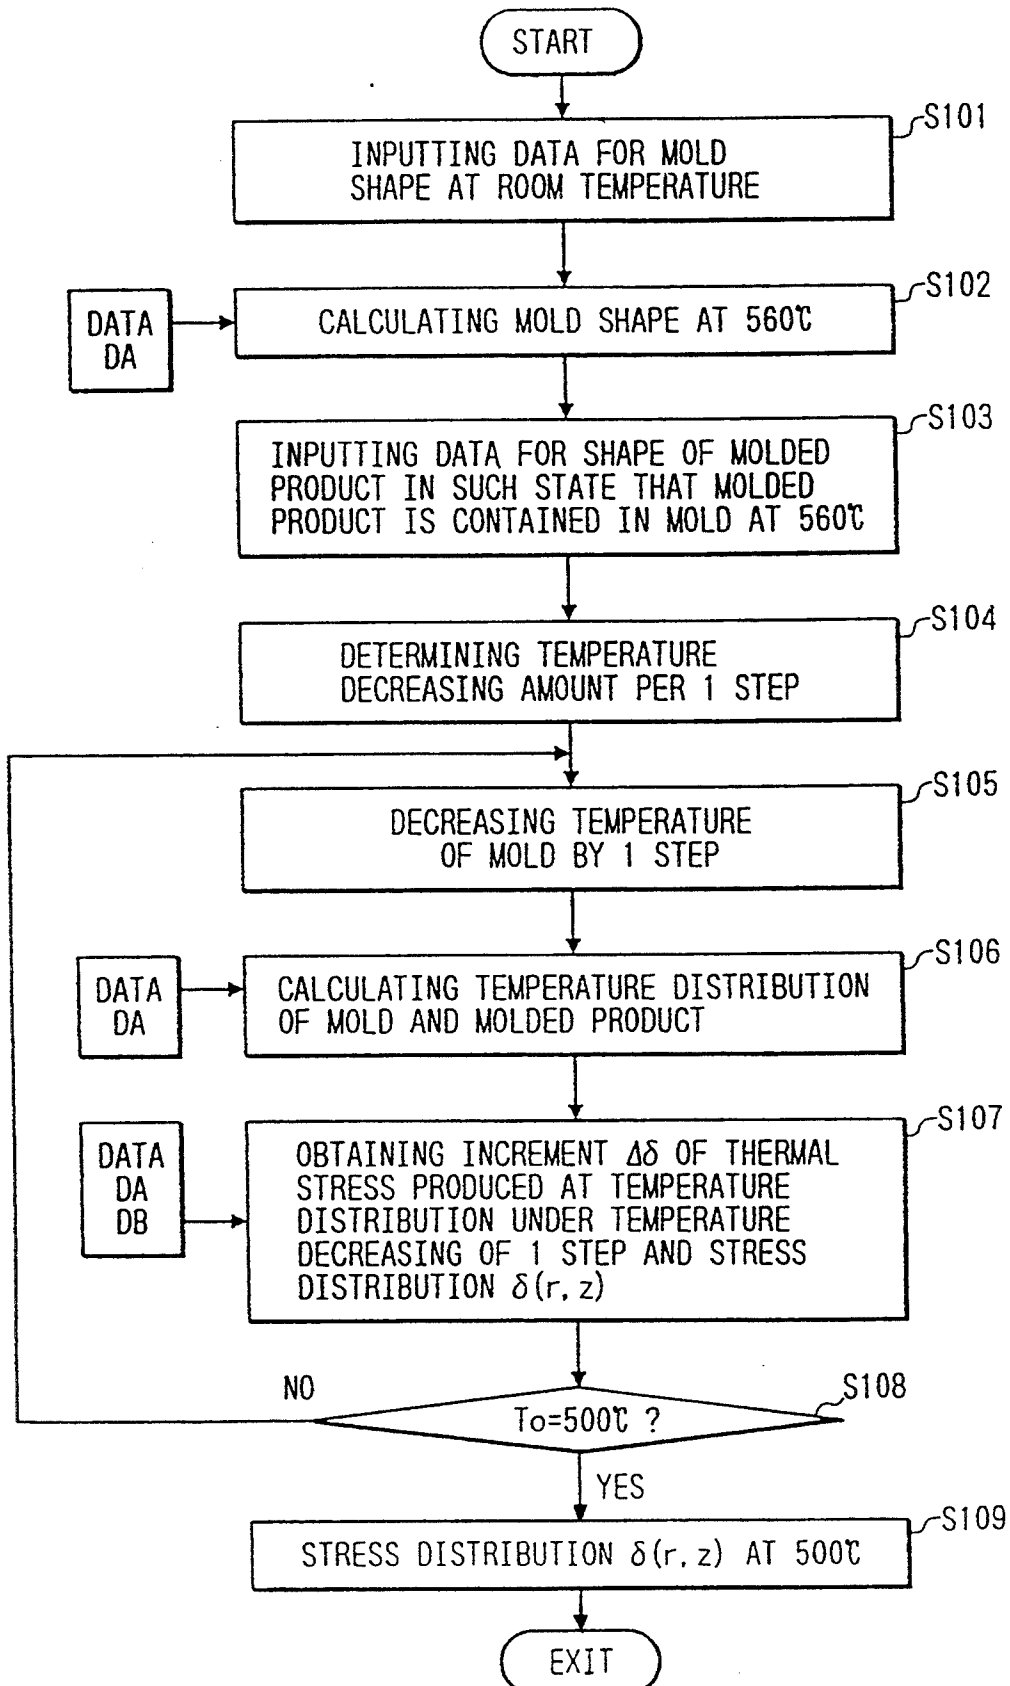 START
S101
INPUTTING DATA FOR MOLD
SHAPE AT ROOM TEMPERATURE
S102
DATA
DA
CALCULATING MOLD SHAPE AT 560℃
S103
INPUTTING DATA FOR SHAPE OF MOLDED
PRODUCT IN SUCH STATE THAT MOLDED
PRODUCT IS CONTAINED IN MOLD AT 560℃
S104
DETERMINING TEMPERATURE
DECREASING AMOUNT PER 1 STEP
S105
DECREASING TEMPERATURE
OF MOLD BY 1 STEP
S106
DATA
DA
CALCULATING TEMPERATURE DISTRIBUTION
OF MOLD AND MOLDED PRODUCT
S107
DATA
DA
DB
OBTAINING INCREMENT Δδ OF THERMAL
STRESS PRODUCED AT TEMPERATURE
DISTRIBUTION UNDER TEMPERATURE
DECREASING OF 1 STEP AND STRESS
DISTRIBUTION δ(r, z)
NO
S108
To=500℃ ?
YES
S109
STRESS DISTRIBUTION δ(r, z) AT 500℃
EXIT